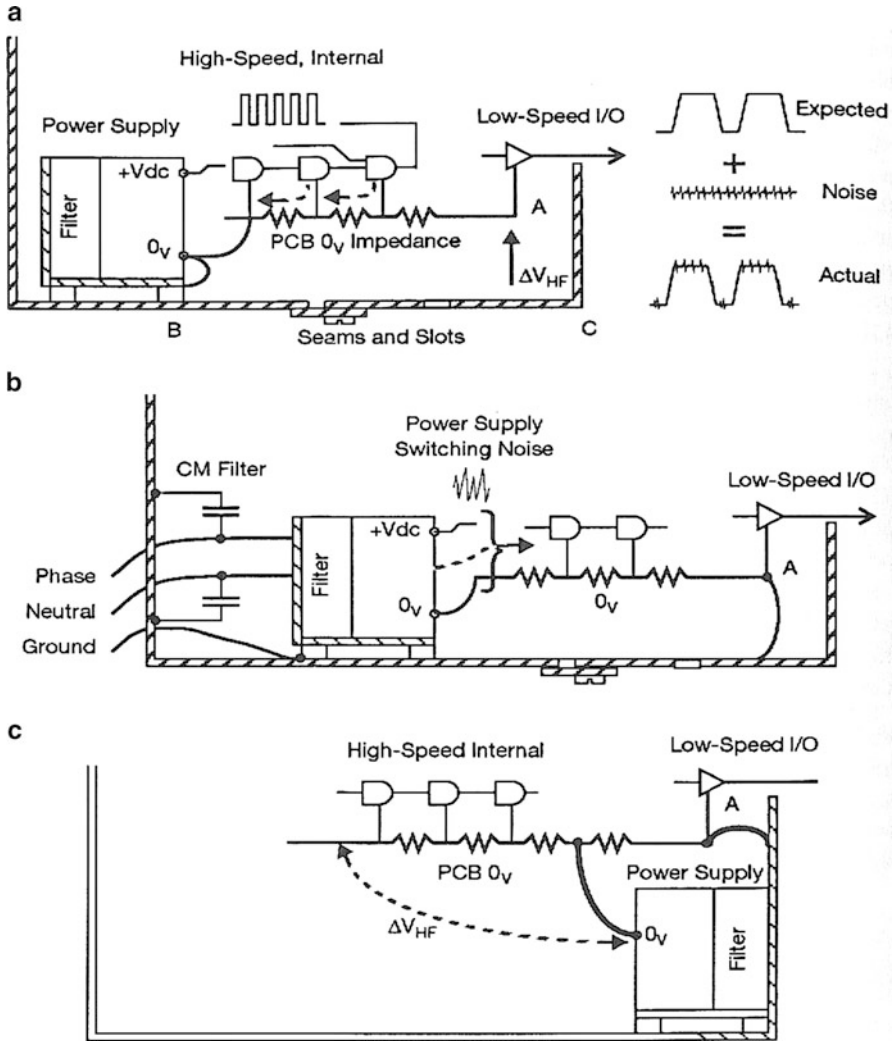 a
High-Speed, Internal
Power Supply
Low-Speed I/O
Expected
+Vdc
+
Filter
A
Noise
PCB 0v Impedance
=
0v
ΔVHF
Actual
B
Seams and Slots
C
b
Power Supply
Switching Noise
CM Filter
Low-Speed I/O
+Vdc
Phase
Filter
A
Neutral
0v
0v
Ground
c
High-Speed Internal
Low-Speed I/O
A
PCB 0v
Power Supply
ΔVHF
0v
Filter